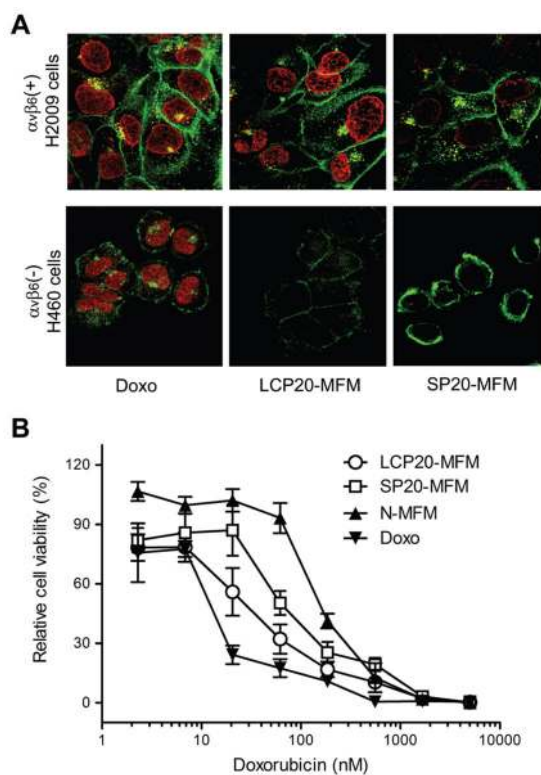 A
αvβ6(+)
H2009 cells
αvβ6(-)
H460 cells
Doxo
LCP20-MFM
SP20-MFM
B
LCP20-MFM
SP20-MFM
N-MFM
Doxo
Relative cell viability (%)
120
90
60
30
0
1
10
100
1000
10000
Doxorubicin (nM)